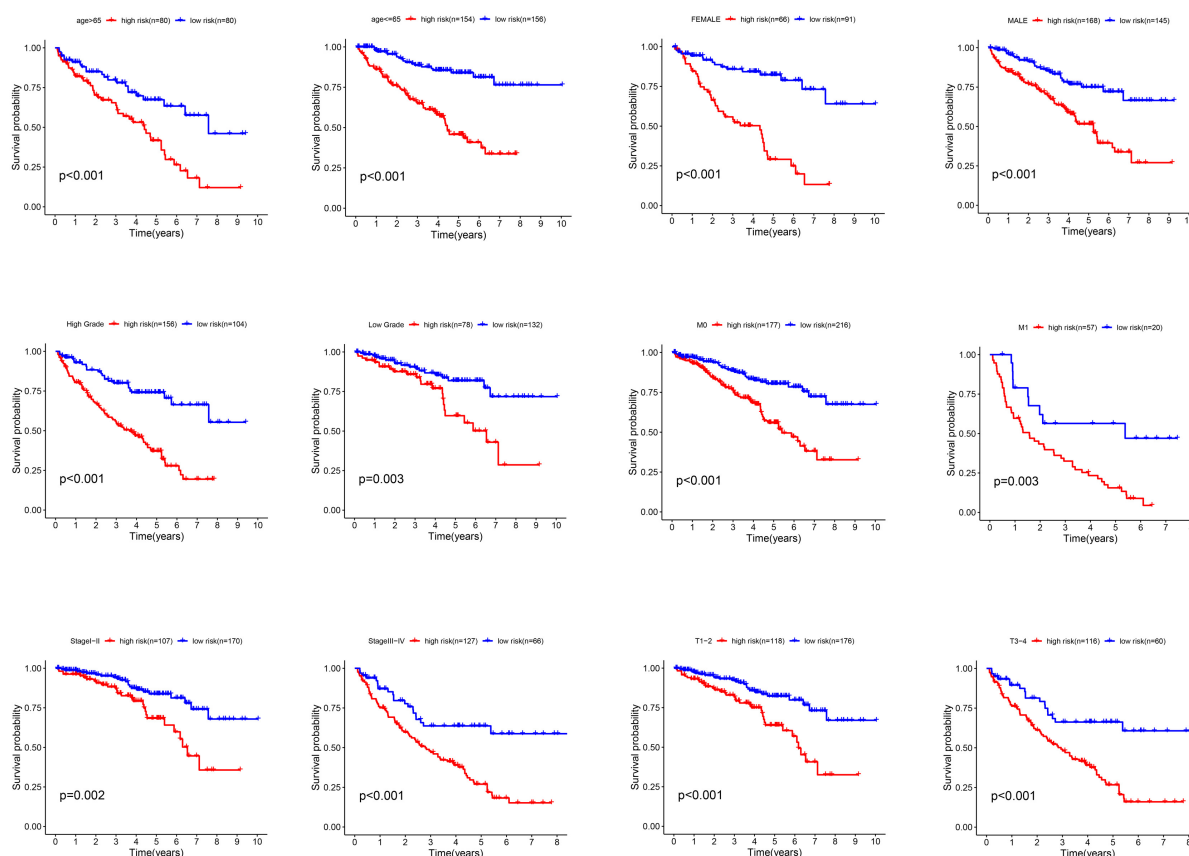 age>65 high risk(n=80) low risk(n=80)
Survival probability
1.00
0.75
0.50
0.25
0.00
p<0.001
0 1 2 3 4 5 6 7 8 9 10
Time(years)
age<=65 high risk(n=154) low risk(n=156)
Survival probability
1.00
0.75
0.50
0.25
0.00
p<0.001
0 1 2 3 4 5 6 7 8 9 10
Time(years)
FEMALE high risk(n=66) low risk(n=91)
Survival probability
1.00
0.75
0.50
0.25
0.00
p<0.001
0 1 2 3 4 5 6 7 8 9 10
Time(years)
MALE high risk(n=168) low risk(n=145)
Survival probability
1.00
0.75
0.50
0.25
0.00
p<0.001
0 1 2 3 4 5 6 7 8 9 10
Time(years)
High Grade high risk(n=156) low risk(n=104)
Survival probability
1.00
0.75
0.50
0.25
0.00
p<0.001
0 1 2 3 4 5 6 7 8 9 10
Time(years)
Low Grade high risk(n=78) low risk(n=132)
Survival probability
1.00
0.75
0.50
0.25
0.00
p=0.003
0 1 2 3 4 5 6 7 8 9 10
Time(years)
M0 high risk(n=177) low risk(n=216)
Survival probability
1.00
0.75
0.50
0.25
0.00
p<0.001
0 1 2 3 4 5 6 7 8 9 10
Time(years)
M1 high risk(n=57) low risk(n=20)
Survival probability
1.00
0.75
0.50
0.25
0.00
p=0.003
0 1 2 3 4 5 6 7
Time(years)
StageI-II high risk(n=107) low risk(n=170)
Survival probability
1.00
0.75
0.50
0.25
0.00
p=0.002
0 1 2 3 4 5 6 7 8 9 10
Time(years)
StageIII-IV high risk(n=127) low risk(n=66)
Survival probability
1.00
0.75
0.50
0.25
0.00
p<0.001
0 1 2 3 4 5 6 7 8
Time(years)
T1-2 high risk(n=118) low risk(n=176)
Survival probability
1.00
0.75
0.50
0.25
0.00
p<0.001
0 1 2 3 4 5 6 7 8 9 10
Time(years)
T3-4 high risk(n=116) low risk(n=60)
Survival probability
1.00
0.75
0.50
0.25
0.00
p<0.001
0 1 2 3 4 5 6 7 8
Time(years)